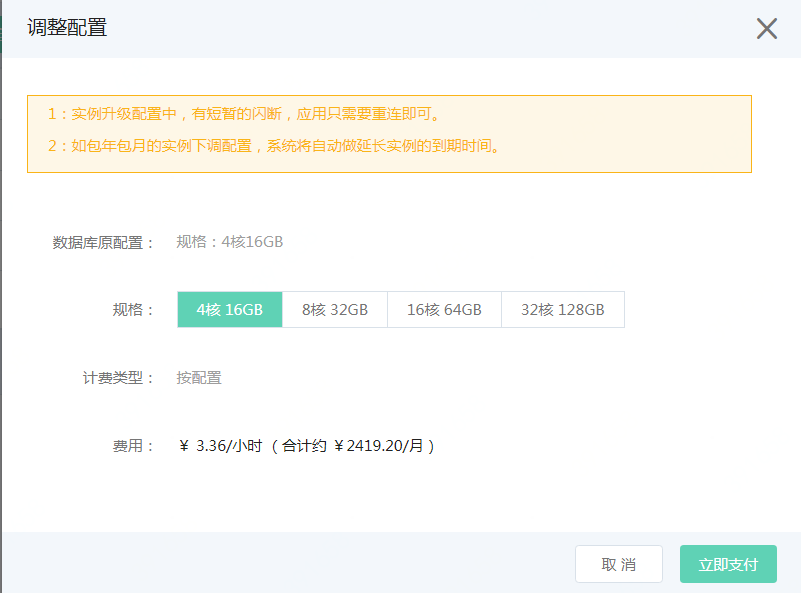 调整配置
1：实例升级配置中，有短暂的闪断，应用只需要重连即可。
2：如包年包月的实例下调配置，系统将自动做延长实例的到期时间。
数据库原配置： 规格：4核16GB
规格： 4核 16GB 8核 32GB 16核 64GB 32核 128GB
计费类型： 按配置
费用： ¥ 3.36/小时 （合计约 ¥2419.20/月）
取 消 立即支付